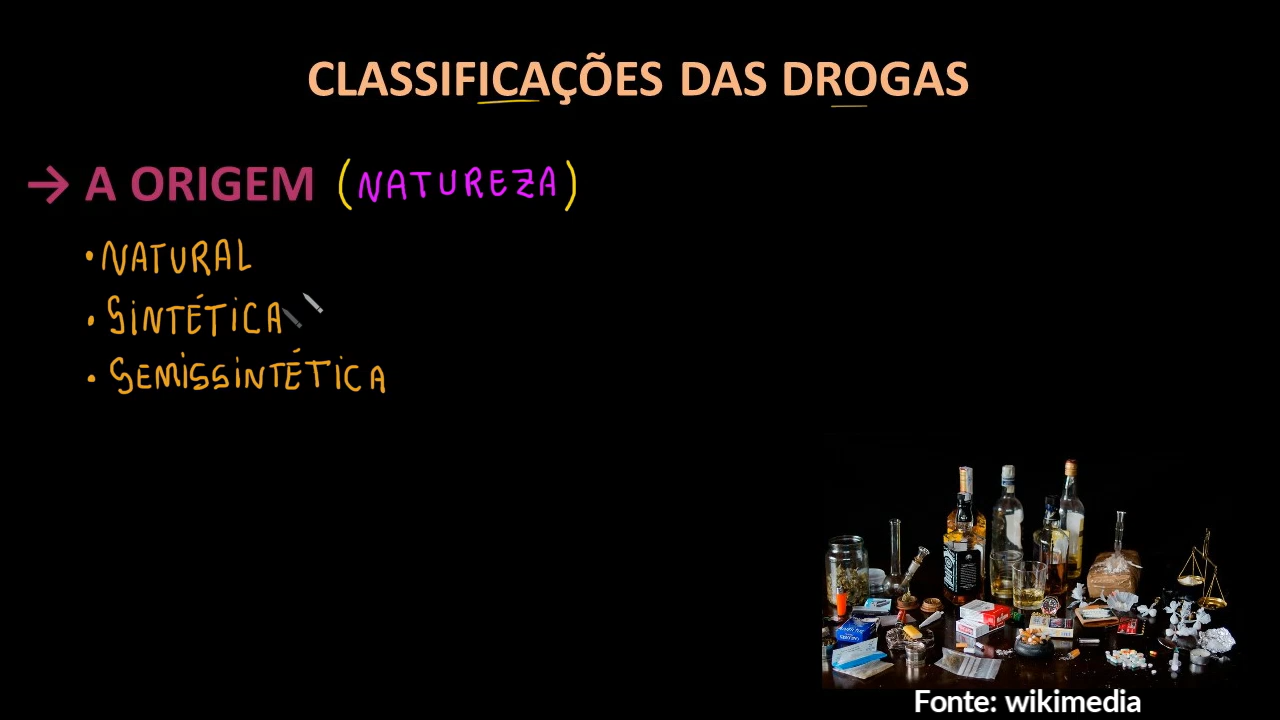 CLASSIFICAÇÕES DAS DROGAS
→ A ORIGEM (NATUREZA)
• NATURAL
• SINTÉTICA
• SEMISSINTÉTICA
Fonte: wikimedia